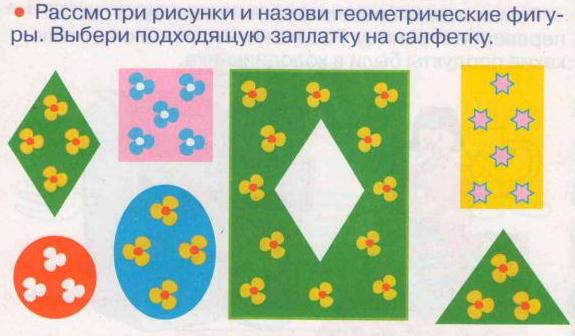 • Рассмотри рисунки и назови геометрические фигу-
ры. Выбери подходящую заплатку на салфетку.